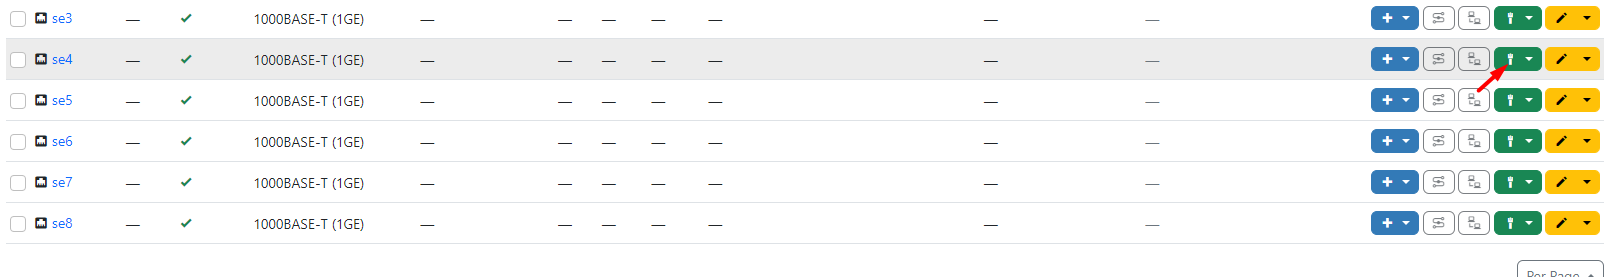 se3 — 1000BASE-T (1GE) — — — — — — —
se4 — 1000BASE-T (1GE) — — — — — — —
se5 — 1000BASE-T (1GE) — — — — — — —
se6 — 1000BASE-T (1GE) — — — — — — —
se7 — 1000BASE-T (1GE) — — — — — — —
se8 — 1000BASE-T (1GE) — — — — — — —
Per Page